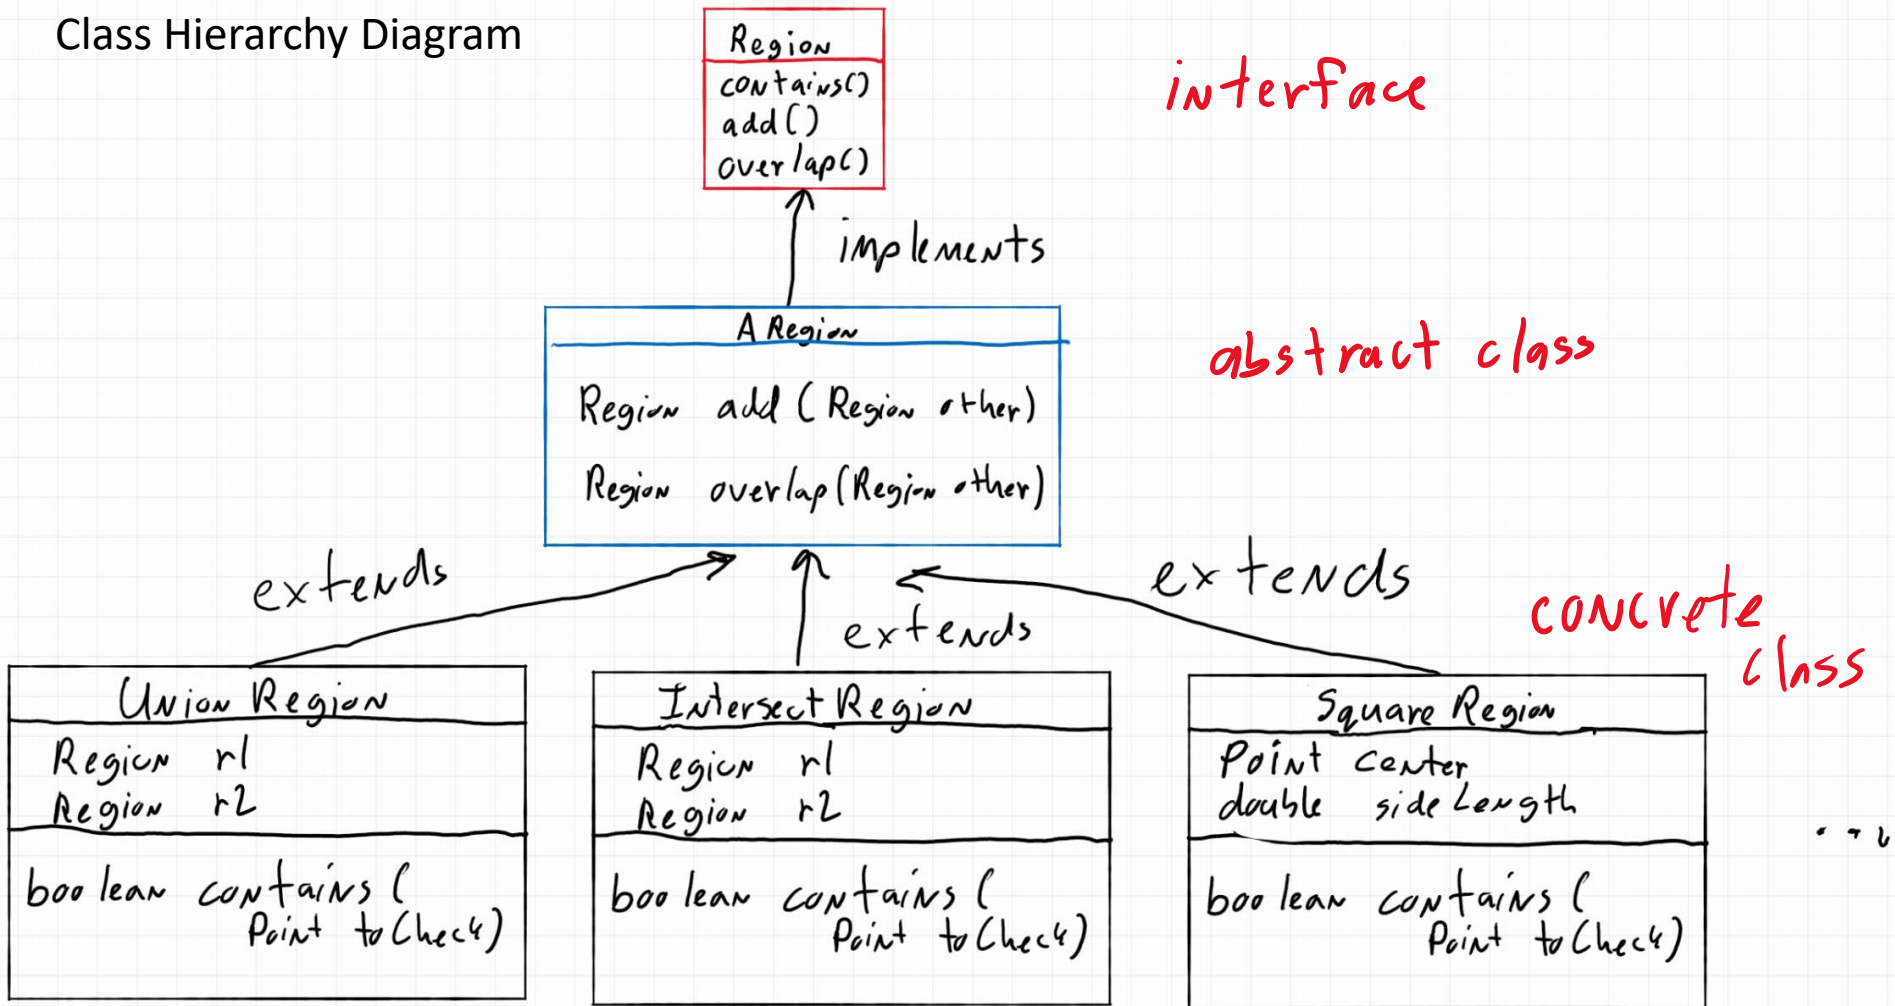 Class Hierarchy Diagram
Region
contains()
add()
overlap()
interface
implements
ARegion
Region add (Region other)
Region overlap(Region other)
abstract class
extends
extends
extends
concrete
class
Union Region
Region r1
Region r2
boolean contains(
Point toCheck)
Intersect Region
Region r1
Region r2
boolean contains(
Point toCheck)
Square Region
Point center
double sideLength
boolean contains(
Point toCheck)
...